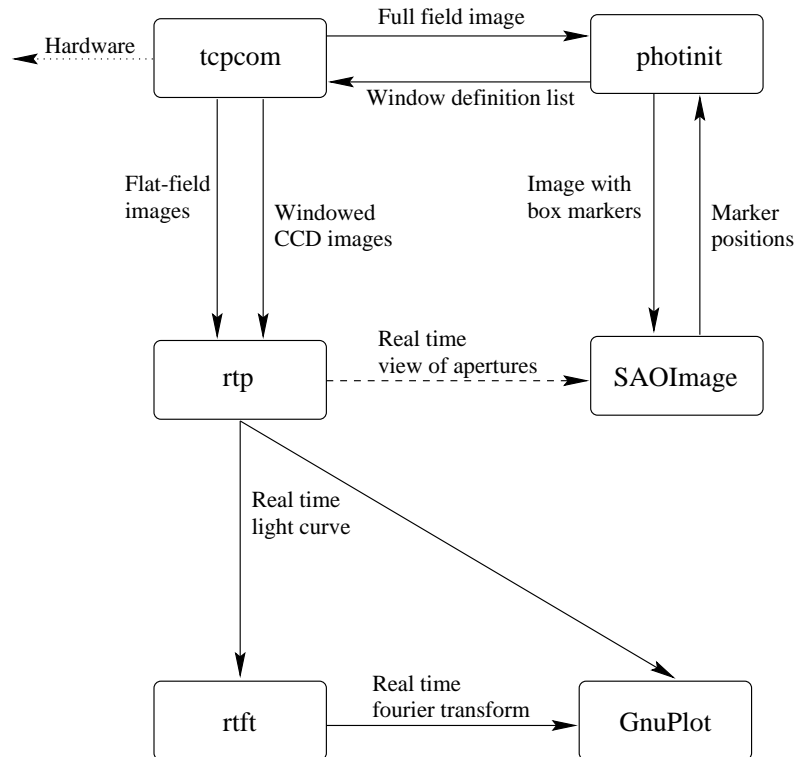 Full field image
Hardware
tcpcom
photinit
Window definition list
Flat-field
images
Windowed
CCD images
Image with
box markers
Marker
positions
rtp
Real time
view of apertures
SAOImage
Real time
light curve
rtft
Real time
fourier transform
GnuPlot